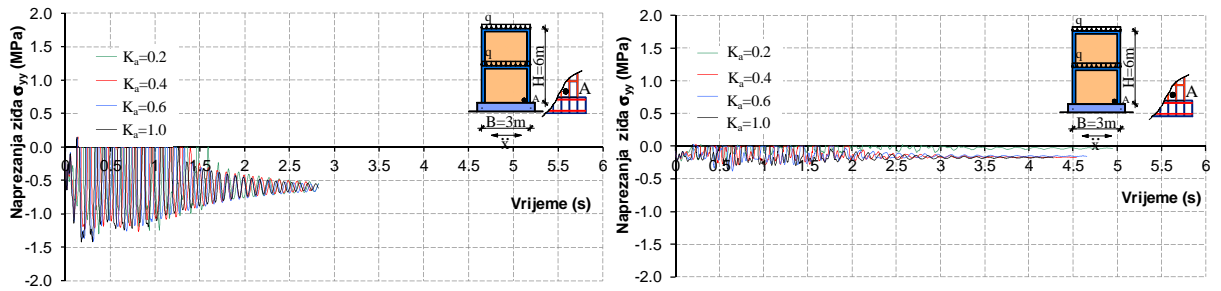 Naprezanja zida σyy (MPa)
2.0
1.5
1.0
0.5
0.0
-0.5
-1.0
-1.5
2.0
Ka=0.2
Ka=0.4
Ka=0.6
Ka=1.0
q
q
H=6m
A
A
B=3m
ẍ
0 0.5 1 1.5 2 2.5 3 3.5 4 4.5 5 5.5 6
Vrijeme (s)
Naprezanja zida σyy (MPa)
2.0
1.5
1.0
0.5
0.0
-0.5
-1.0
-1.5
-2.0
Ka=0.2
Ka=0.4
Ka=0.6
Ka=1.0
q
q
H=6m
A
A
B=3m
ẍ
0 0.5 1 1.5 2 2.5 3 3.5 4 4.5 5 5.5 6
Vrijeme (s)